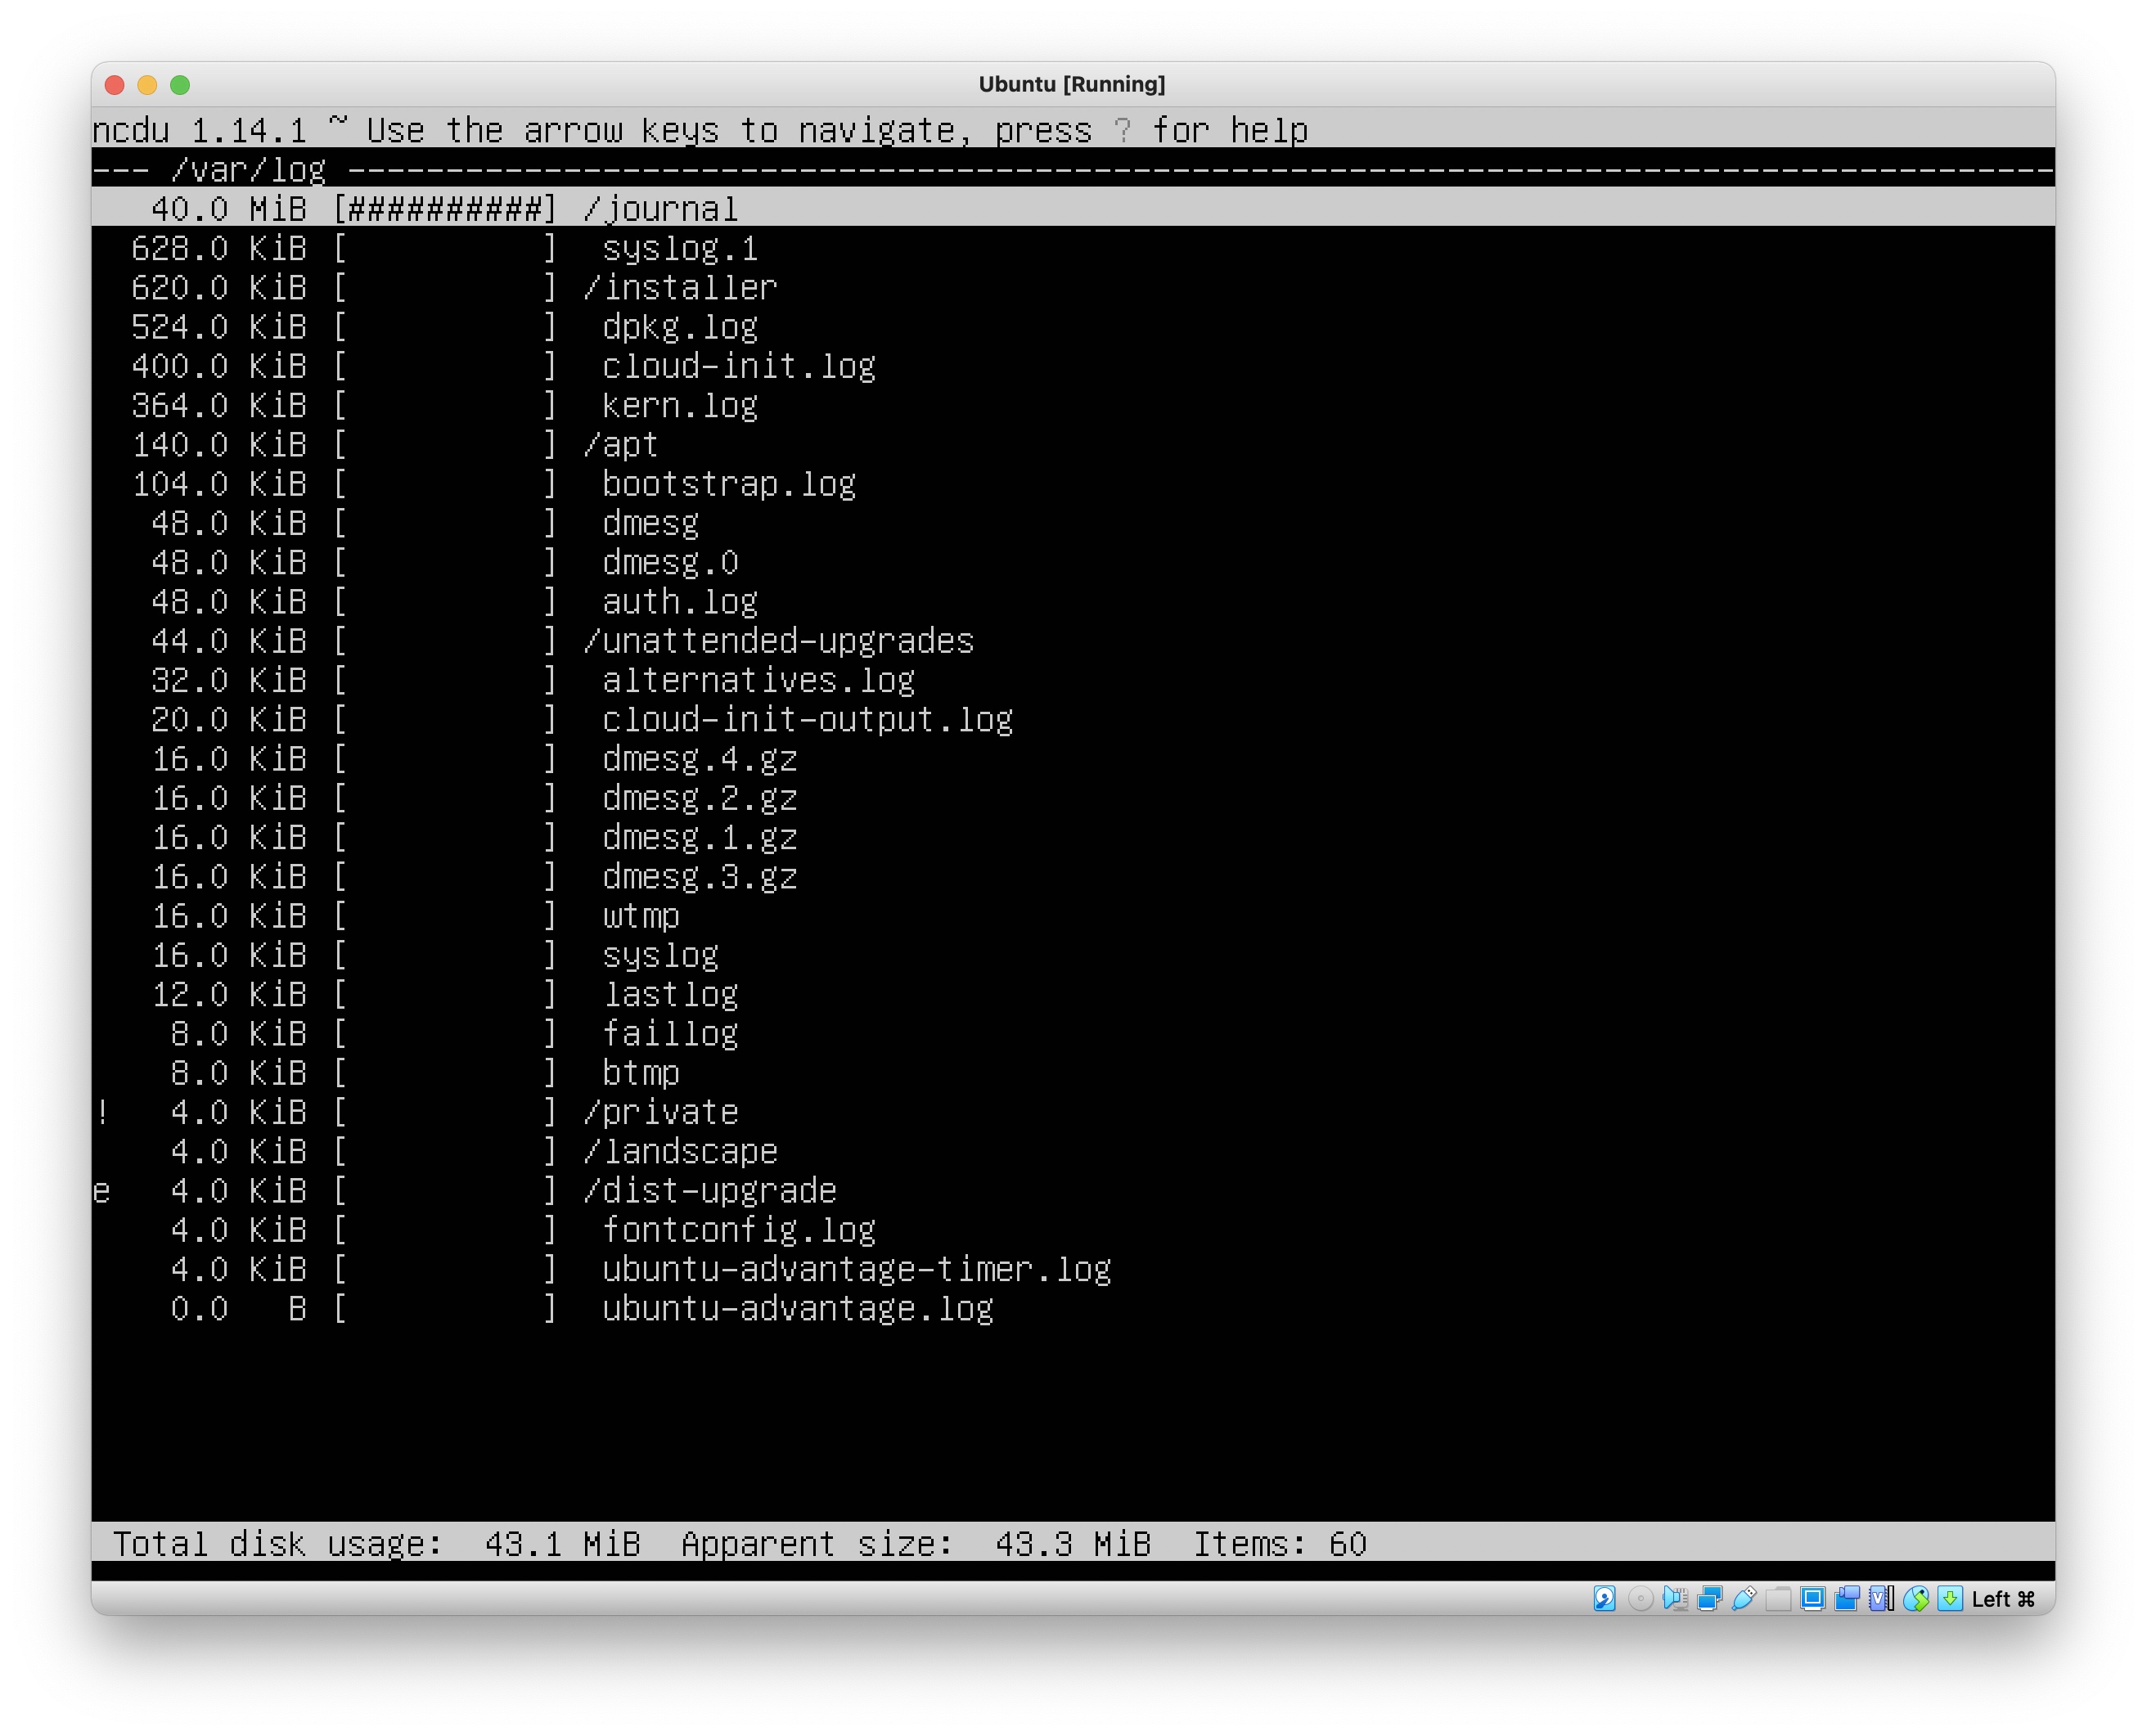 Ubuntu [Running]
ncdu 1.14.1 ~ Use the arrow keys to navigate, press ? for help
--- /var/log ---------------------------------------------------------------------------------------
   40.0 MiB [##########] /journal
  628.0 KiB [          ]  syslog.1
  620.0 KiB [          ] /installer
  524.0 KiB [          ]  dpkg.log
  400.0 KiB [          ]  cloud-init.log
  364.0 KiB [          ]  kern.log
  140.0 KiB [          ] /apt
  104.0 KiB [          ]  bootstrap.log
   48.0 KiB [          ]  dmesg
   48.0 KiB [          ]  dmesg.0
   48.0 KiB [          ]  auth.log
   44.0 KiB [          ] /unattended-upgrades
   32.0 KiB [          ]  alternatives.log
   20.0 KiB [          ]  cloud-init-output.log
   16.0 KiB [          ]  dmesg.4.gz
   16.0 KiB [          ]  dmesg.2.gz
   16.0 KiB [          ]  dmesg.1.gz
   16.0 KiB [          ]  dmesg.3.gz
   16.0 KiB [          ]  wtmp
   16.0 KiB [          ]  syslog
   12.0 KiB [          ]  lastlog
    8.0 KiB [          ]  faillog
    8.0 KiB [          ]  btmp
!   4.0 KiB [          ] /private
    4.0 KiB [          ] /landscape
e   4.0 KiB [          ] /dist-upgrade
    4.0 KiB [          ]  fontconfig.log
    4.0 KiB [          ]  ubuntu-advantage-timer.log
    0.0   B [          ]  ubuntu-advantage.log
 Total disk usage:  43.1 MiB  Apparent size:  43.3 MiB  Items: 60
Left ⌘